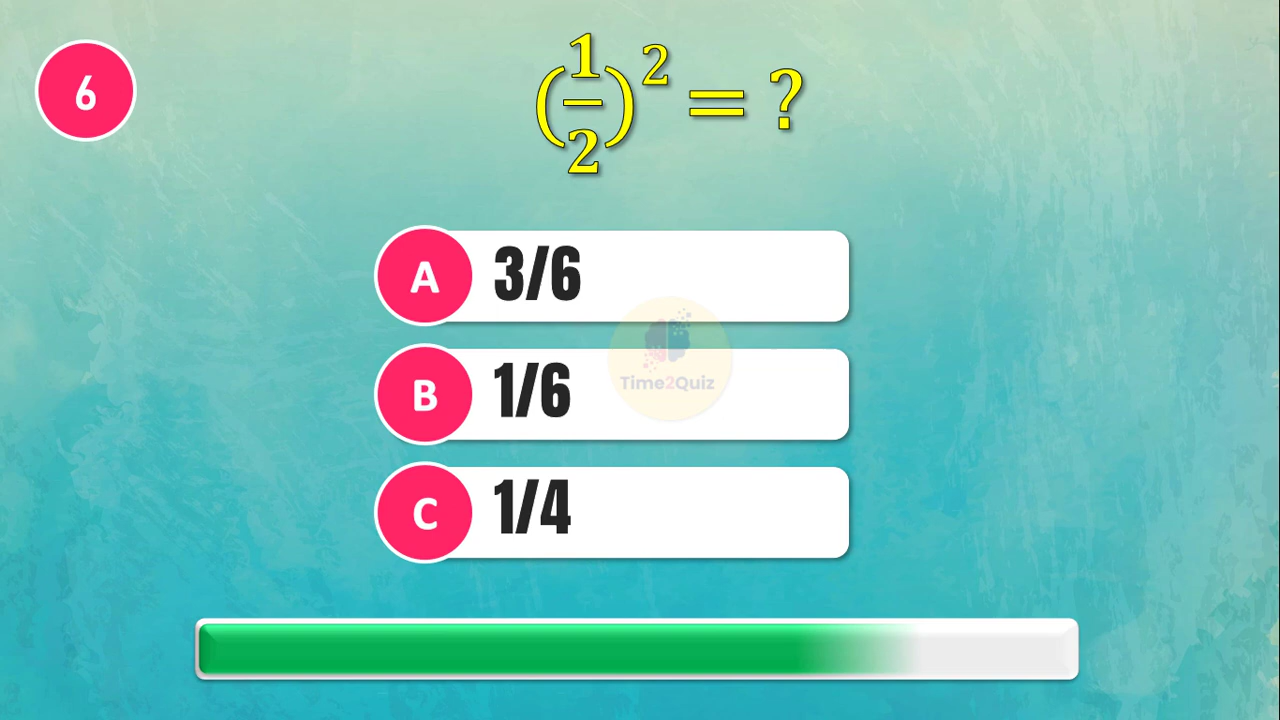 6
(1/2)² = ?
A 3/6
B 1/6
Time2Quiz
C 1/4